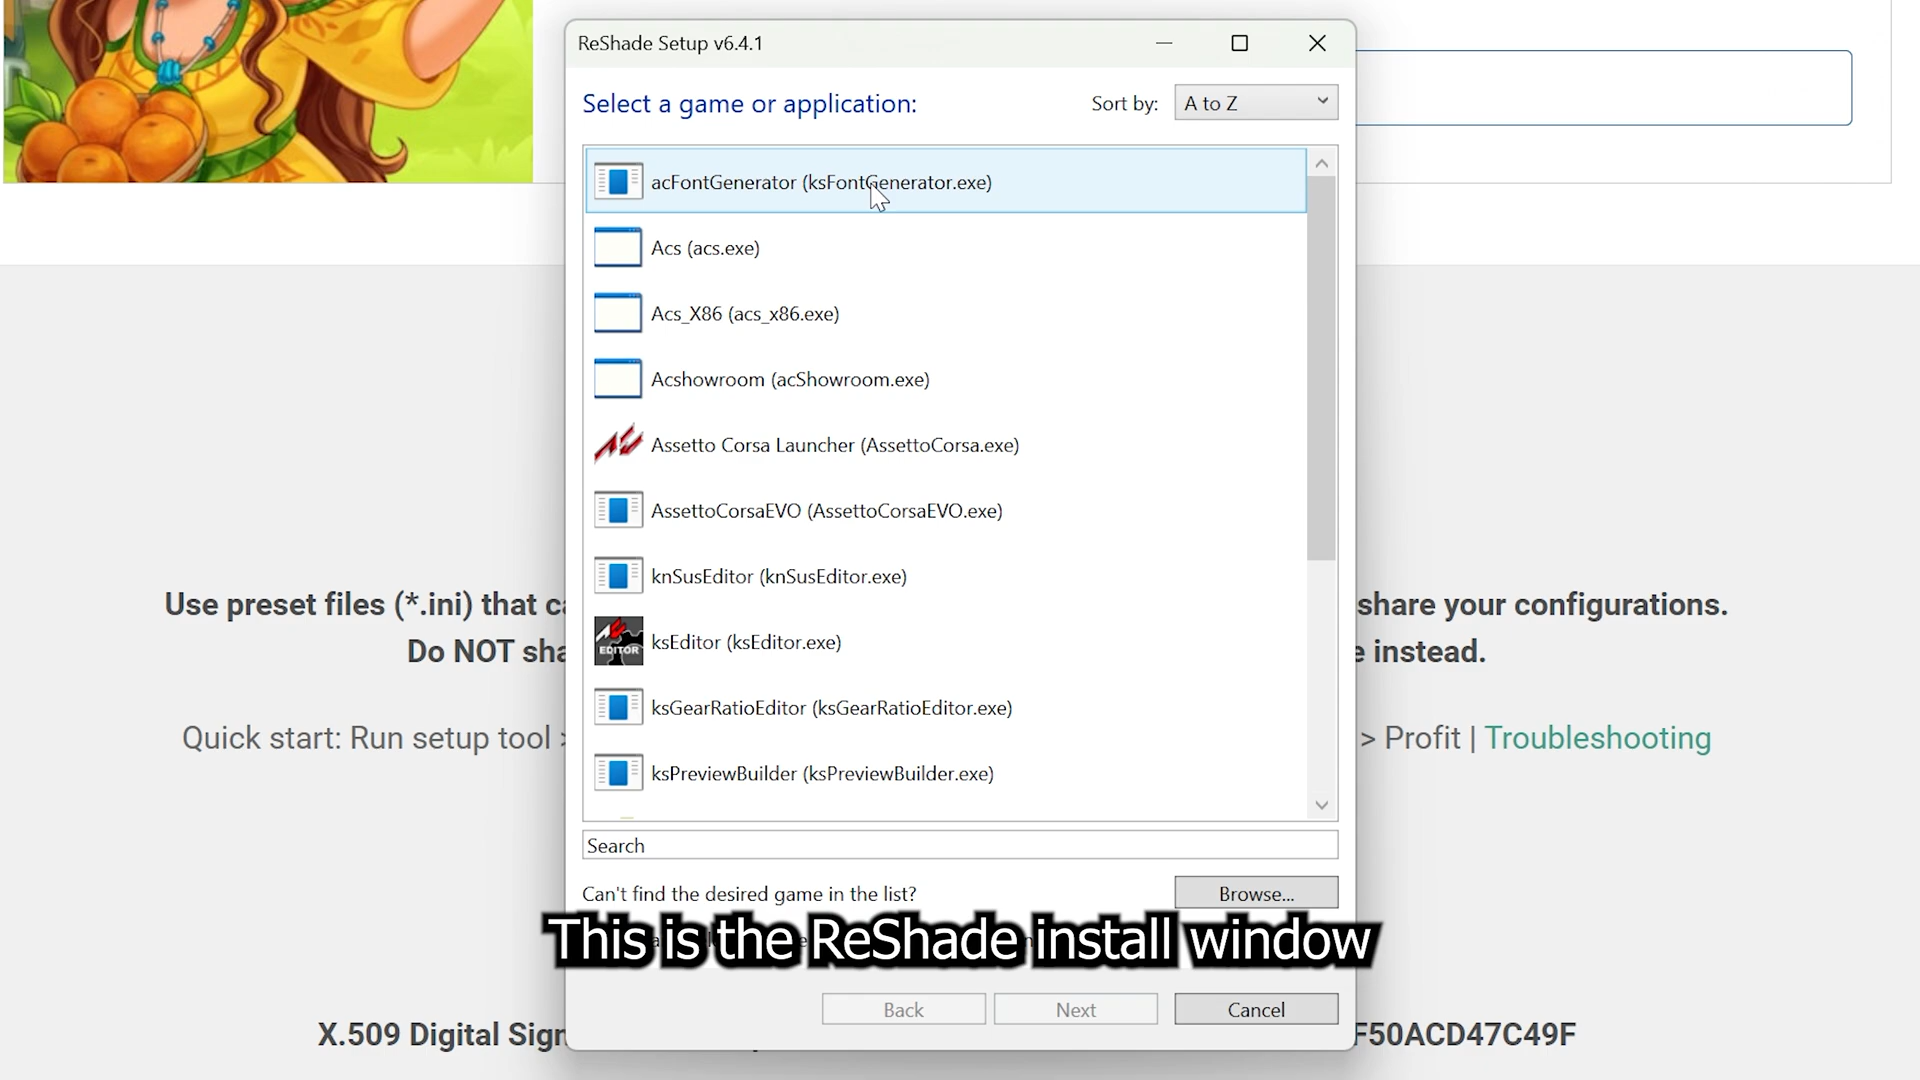 ReShade Setup v6.4.1
Select a game or application:
Sort by:
A to Z
acFontGenerator (ksFontGenerator.exe)
Acs (acs.exe)
Acs_X86 (acs_x86.exe)
Acshowroom (acShowroom.exe)
Assetto Corsa Launcher (AssettoCorsa.exe)
AssettoCorsaEVO (AssettoCorsaEVO.exe)
knSusEditor (knSusEditor.exe)
EDITOR
ksEditor (ksEditor.exe)
ksGearRatioEditor (ksGearRatioEditor.exe)
ksPreviewBuilder (ksPreviewBuilder.exe)
Search
Can't find the desired game in the list?
Browse...
This is the ReShade install window
Back
Next
Cancel
Use preset files (*.ini) that
share your configurations.
Do NOT
instead.
Quick start: Run setup tool
> Profit | Troubleshooting
X.509 Digital
F50ACD47C49F